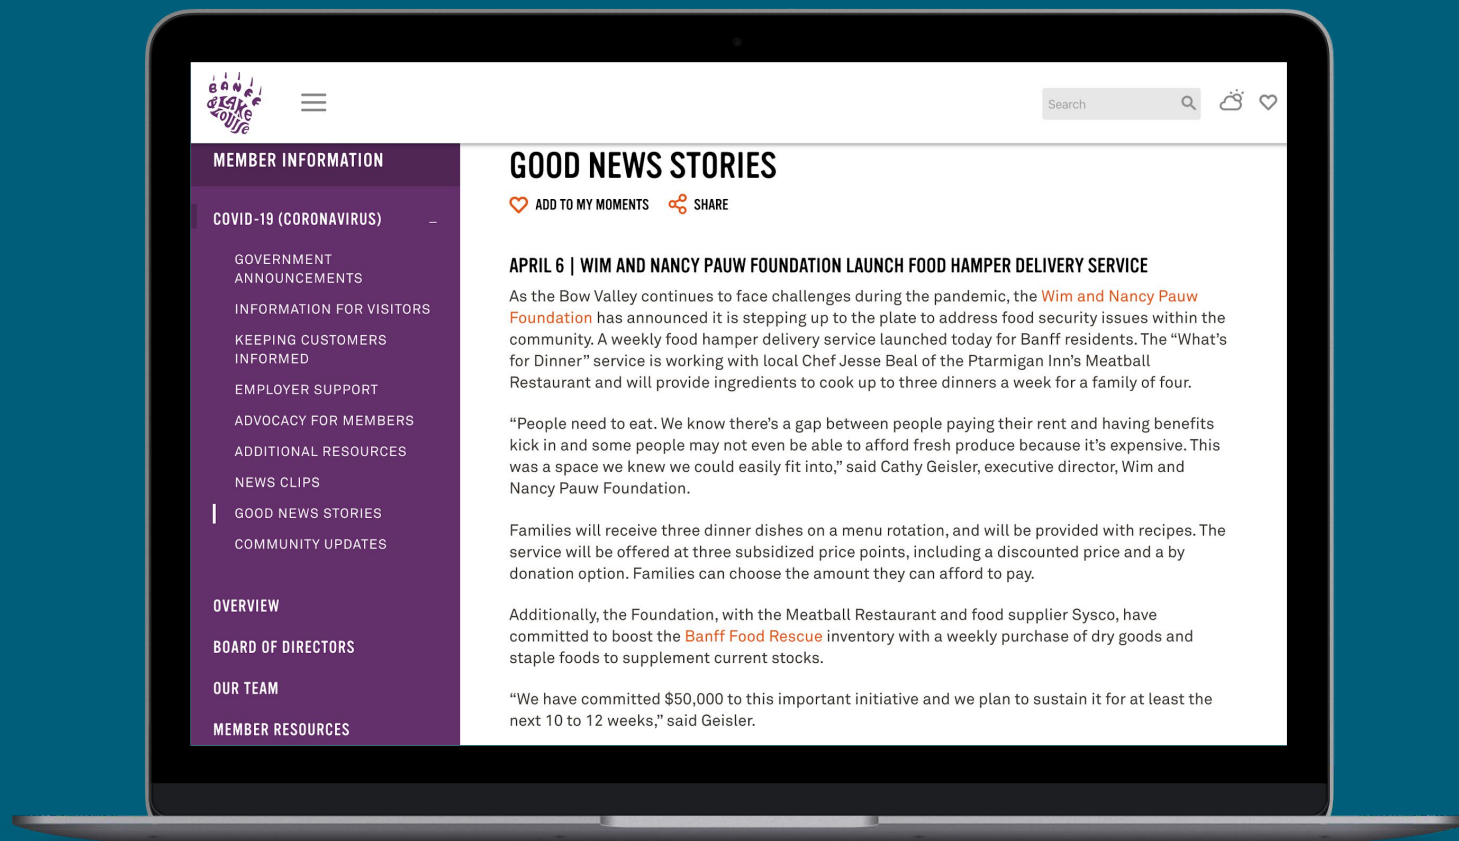 BANFF
& LAKE
LOUISE
Search
MEMBER INFORMATION
COVID-19 (CORONAVIRUS)
GOVERNMENT
ANNOUNCEMENTS
INFORMATION FOR VISITORS
KEEPING CUSTOMERS
INFORMED
EMPLOYER SUPPORT
ADVOCACY FOR MEMBERS
ADDITIONAL RESOURCES
NEWS CLIPS
GOOD NEWS STORIES
COMMUNITY UPDATES
OVERVIEW
BOARD OF DIRECTORS
OUR TEAM
MEMBER RESOURCES
GOOD NEWS STORIES
ADD TO MY MOMENTS SHARE
APRIL 6 | WIM AND NANCY PAUW FOUNDATION LAUNCH FOOD HAMPER DELIVERY SERVICE
As the Bow Valley continues to face challenges during the pandemic, the Wim and Nancy Pauw
Foundation has announced it is stepping up to the plate to address food security issues within the
community. A weekly food hamper delivery service launched today for Banff residents. The “What’s
for Dinner” service is working with local Chef Jesse Beal of the Ptarmigan Inn’s Meatball
Restaurant and will provide ingredients to cook up to three dinners a week for a family of four.
“People need to eat. We know there’s a gap between people paying their rent and having benefits
kick in and some people may not even be able to afford fresh produce because it’s expensive. This
was a space we knew we could easily fit into,” said Cathy Geisler, executive director, Wim and
Nancy Pauw Foundation.
Families will receive three dinner dishes on a menu rotation, and will be provided with recipes. The
service will be offered at three subsidized price points, including a discounted price and a by
donation option. Families can choose the amount they can afford to pay.
Additionally, the Foundation, with the Meatball Restaurant and food supplier Sysco, have
committed to boost the Banff Food Rescue inventory with a weekly purchase of dry goods and
staple foods to supplement current stocks.
“We have committed $50,000 to this important initiative and we plan to sustain it for at least the
next 10 to 12 weeks,” said Geisler.